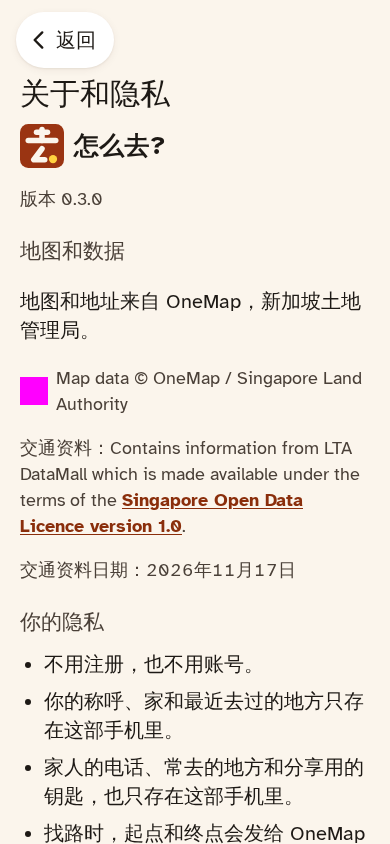 返回
关于和隐私
去 怎么去?
版本 0.3.0
地图和数据
地图和地址来自 OneMap，新加坡土地
管理局。
Map data © OneMap / Singapore Land
Authority
交通资料：Contains information from LTA
DataMall which is made available under the
terms of the Singapore Open Data
Licence version 1.0.
交通资料日期：2026年11月17日
你的隐私
• 不用注册，也不用账号。
• 你的称呼、家和最近去过的地方只存
在这部手机里。
• 家人的电话、常去的地方和分享用的
钥匙，也只存在这部手机里。
• 找路时，起点和终点会发给 OneMap